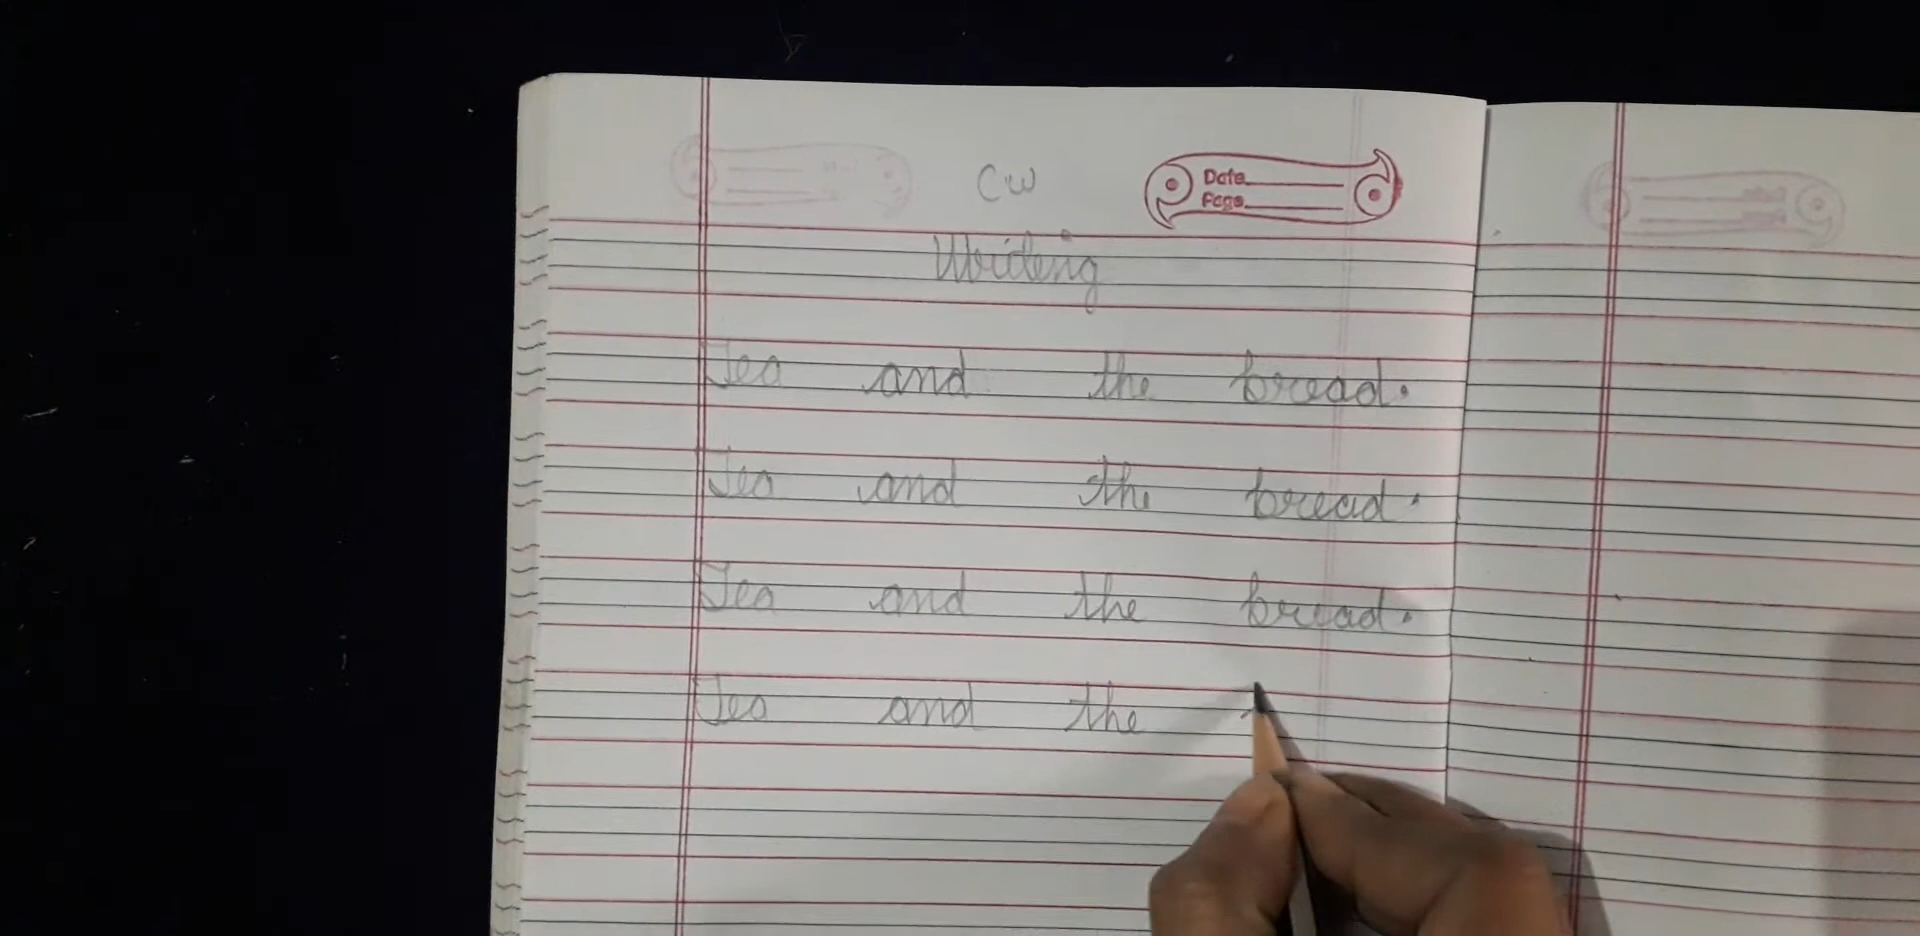 CW
Date
Page
Writing
Tea and the bread.
Tea and the bread.
Tea and the bread.
Tea and the